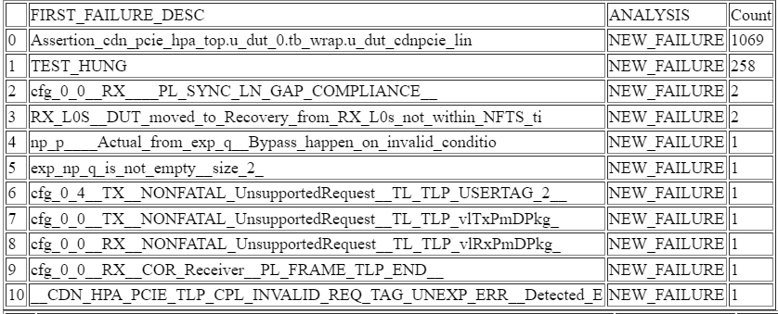 FIRST_FAILURE_DESC ANALYSIS Count
0 Assertion_cdn_pcie_hpa_top.u_dut_0.tb_wrap.u_dut_cdnpcie_lin NEW_FAILURE 1069
1 TEST_HUNG NEW_FAILURE 258
2 cfg_0_0__RX____PL_SYNC_LN_GAP_COMPLIANCE__ NEW_FAILURE 2
3 RX_L0S__DUT_moved_to_Recovery_from_RX_L0s_not_within_NFTS_ti NEW_FAILURE 2
4 np_p____Actual_from_exp_q__Bypass_happen_on_invalid_conditio NEW_FAILURE 1
5 exp_np_q_is_not_empty__size_2_ NEW_FAILURE 1
6 cfg_0_4__TX__NONFATAL_UnsupportedRequest__TL_TLP_USERTAG_2__ NEW_FAILURE 1
7 cfg_0_0__TX__NONFATAL_UnsupportedRequest__TL_TLP_vlTxPmDPkg_ NEW_FAILURE 1
8 cfg_0_0__RX__NONFATAL_UnsupportedRequest__TL_TLP_vlRxPmDPkg_ NEW_FAILURE 1
9 cfg_0_0__RX__COR_Receiver__PL_FRAME_TLP_END__ NEW_FAILURE 1
10 __CDN_HPA_PCIE_TLP_CPL_INVALID_REQ_TAG_UNEXP_ERR__Detected_E NEW_FAILURE 1